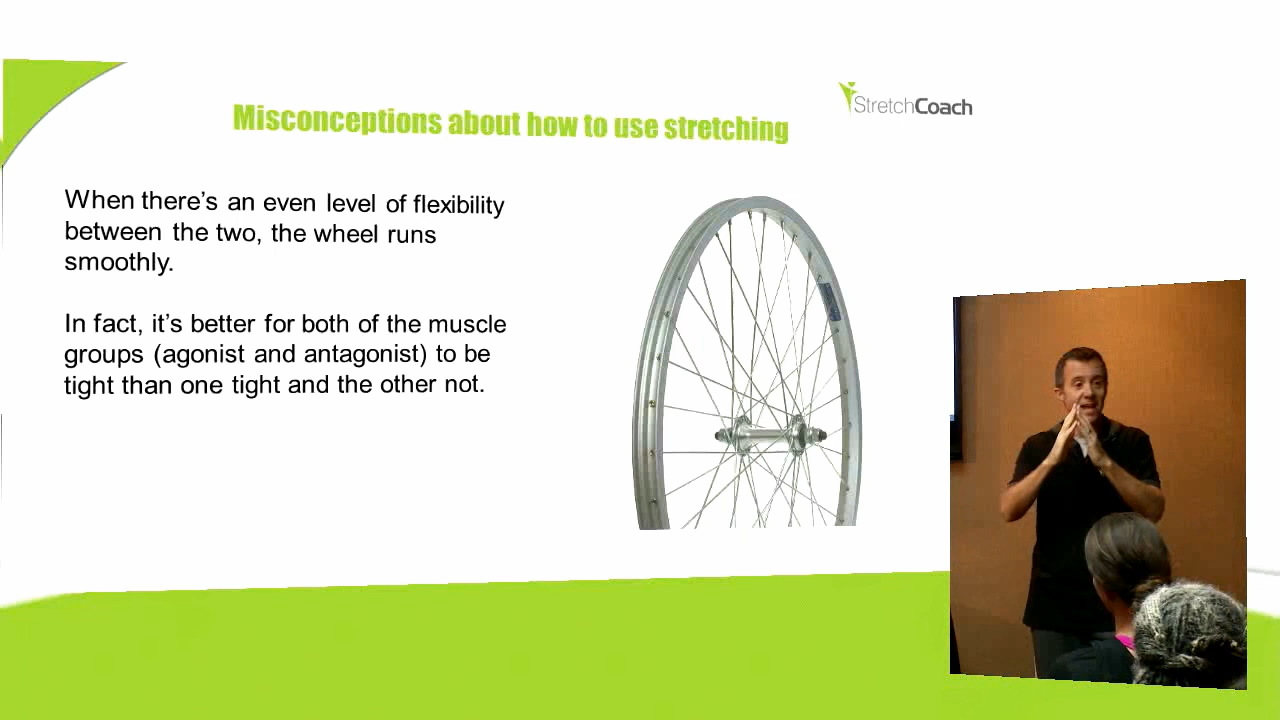 StretchCoach
Misconceptions about how to use stretching
When there’s an even level of flexibility
between the two, the wheel runs
smoothly.
In fact, it’s better for both of the muscle
groups (agonist and antagonist) to be
tight than one tight and the other not.